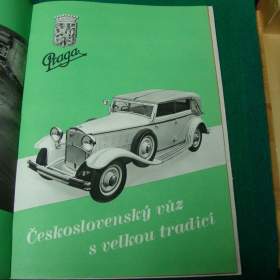 Praga
Československý vůz
s velkou tradicí